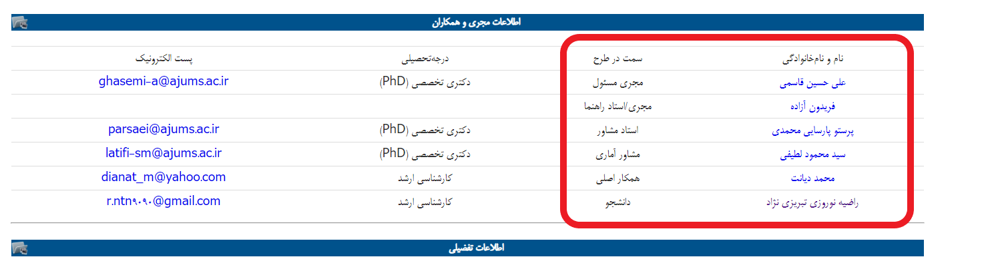 اطلاعات مجری و همکاران
نام و نام‌خانوادگی سمت در طرح درجه‌تحصیلی پست الکترونیک
علی حسین قاسمی مجری مسئول دکتری تخصصی (PhD) ghasemi-a@ajums.ac.ir
فریدون آزاده مجری/استاد راهنما
پرستو پارسایی محمدی استاد مشاور دکتری تخصصی (PhD) parsaei@ajums.ac.ir
سید محمود لطیفی مشاور آماری دکتری تخصصی (PhD) latifi-sm@ajums.ac.ir
محمد دیانت همکار اصلی کارشناسی ارشد dianat_m@yahoo.com
راضیه نوروزی تبریزی نژاد دانشجو کارشناسی ارشد r.ntn۹۰۹۰@gmail.com
اطلاعات تفضیلی